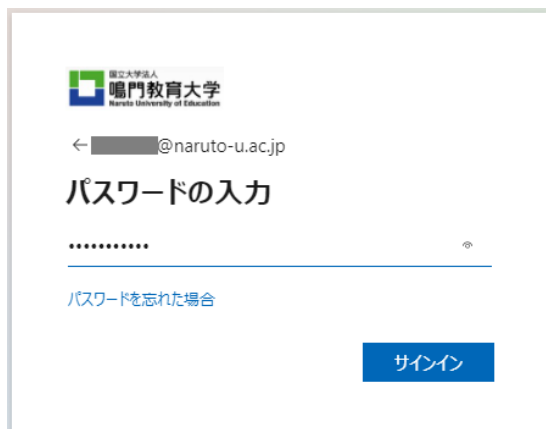 国立大学法人
鳴門教育大学
Naruto University of Education
@naruto-u.ac.jp
パスワードの入力
•••••••••••
パスワードを忘れた場合
サインイン